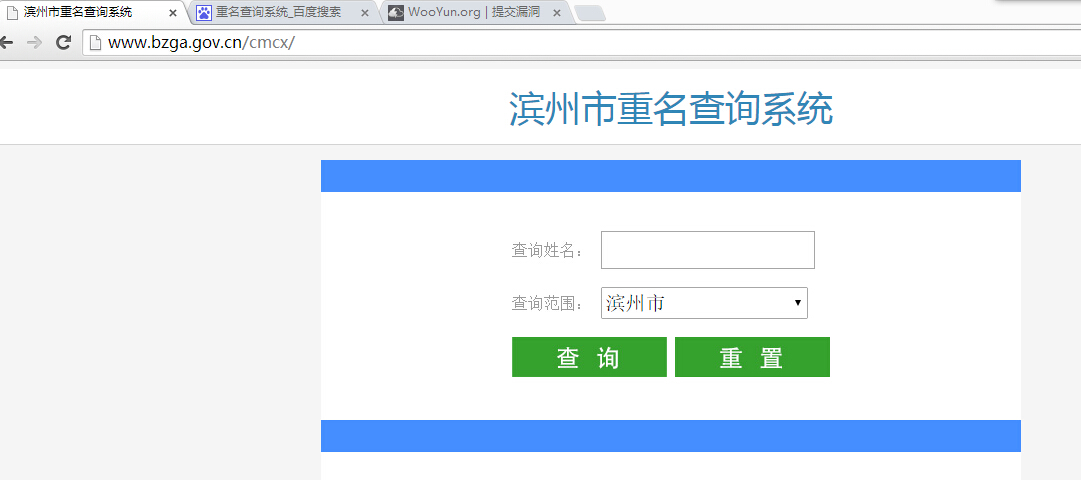 滨州市重名查询系统 重名查询系统_百度搜索 WooYun.org | 提交漏洞
www.bzga.gov.cn/cmcx/
滨州市重名查询系统
查询姓名：
查询范围： 滨州市
查 询 重 置